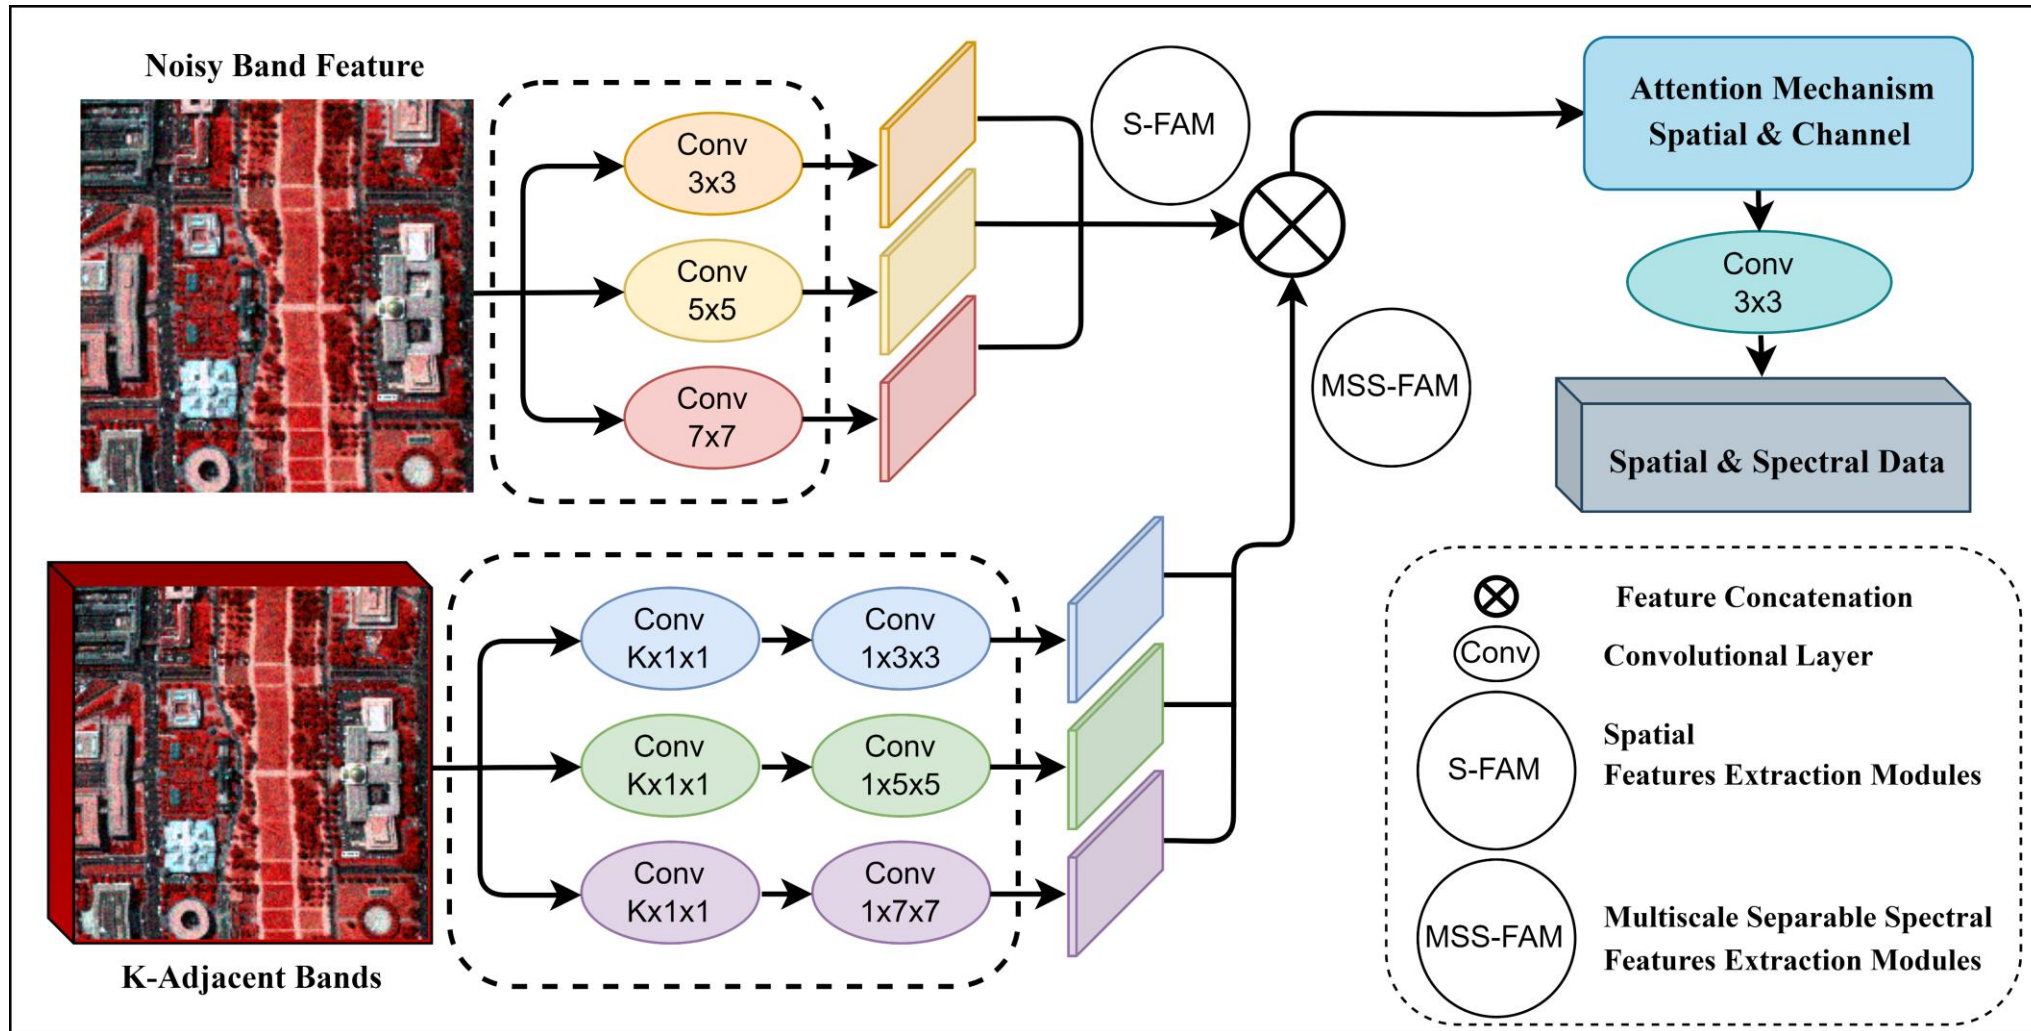 Noisy Band Feature
Conv
3x3
Conv
5x5
Conv
7x7
S-FAM
Attention Mechanism
Spatial & Channel
Conv
3x3
MSS-FAM
Spatial & Spectral Data
K-Adjacent Bands
Conv
Kx1x1
Conv
1x3x3
Conv
Kx1x1
Conv
1x5x5
Conv
Kx1x1
Conv
1x7x7
Feature Concatenation
Conv
Convolutional Layer
S-FAM
Spatial
Features Extraction Modules
MSS-FAM
Multiscale Separable Spectral
Features Extraction Modules